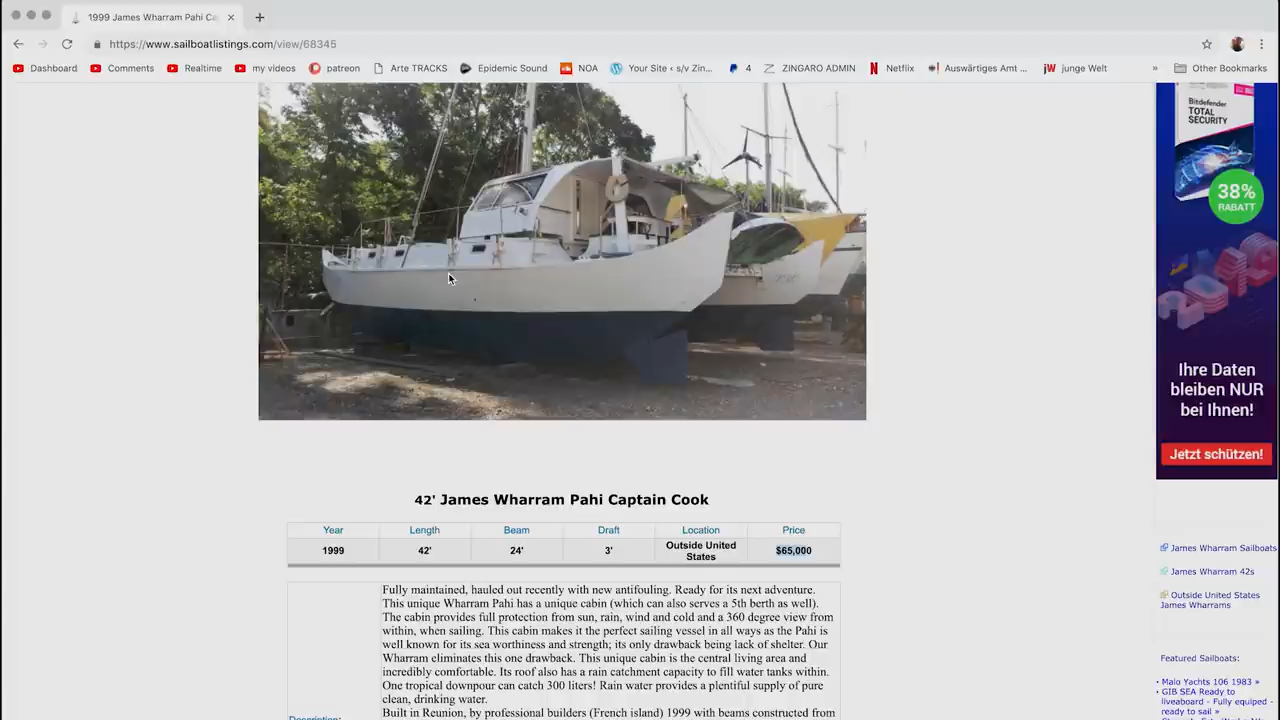 1999 James Wharram Pahi Ca
https://www.sailboatlistings.com/view/68345
Dashboard
Comments
Realtime
my videos
patreon
Arte TRACKS
Epidemic Sound
NOA
Your Site < s/v Zin...
4
ZINGARO ADMIN
Netflix
Auswärtiges Amt ...
junge Welt
»
Other Bookmarks
Bitdefender
TOTAL
SECURITY
38%
RABATT
Ihre Daten
bleiben NUR
bei Ihnen!
Jetzt schützen!
42' James Wharram Pahi Captain Cook
Year Length Beam Draft Location Price
1999 42' 24' 3' Outside United States $65,000
Fully maintained, hauled out recently with new antifouling. Ready for its next adventure.
This unique Wharram Pahi has a unique cabin (which can also serves a 5th berth as well).
The cabin provides full protection from sun, rain, wind and cold and a 360 degree view from
within, when sailing. This cabin makes it the perfect sailing vessel in all ways as the Pahi is
well known for its sea worthiness and strength; its only drawback being lack of shelter. Our
Wharram eliminates this one drawback. This unique cabin is the central living area and
incredibly comfortable. Its roof also has a rain catchment capacity to fill water tanks within.
One tropical downpour can catch 300 liters! Rain water provides a plentiful supply of pure
clean, drinking water.
Built in Reunion, by professional builders (French island) 1999 with beams constructed from
Description:
James Wharram Sailboats
James Wharram 42s
Outside United States
James Wharrams
Featured Sailboats:
· Malo Yachts 106 1983 »
· GIB SEA Ready to
liveaboard - Fully equiped -
ready to sail »